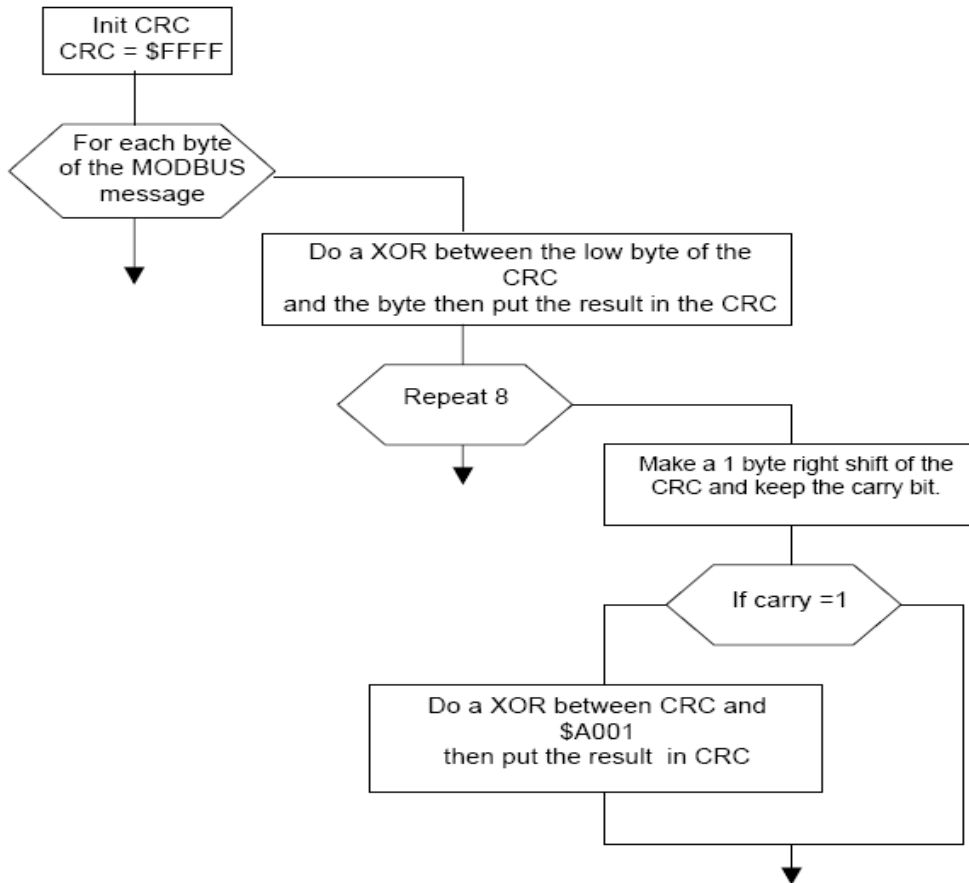 Init CRC
CRC = $FFFF
For each byte
of the MODBUS
message
Do a XOR between the low byte of the
CRC
and the byte then put the result in the CRC
Repeat 8
Make a 1 byte right shift of the
CRC and keep the carry bit.
If carry =1
Do a XOR between CRC and
$A001
then put the result in CRC